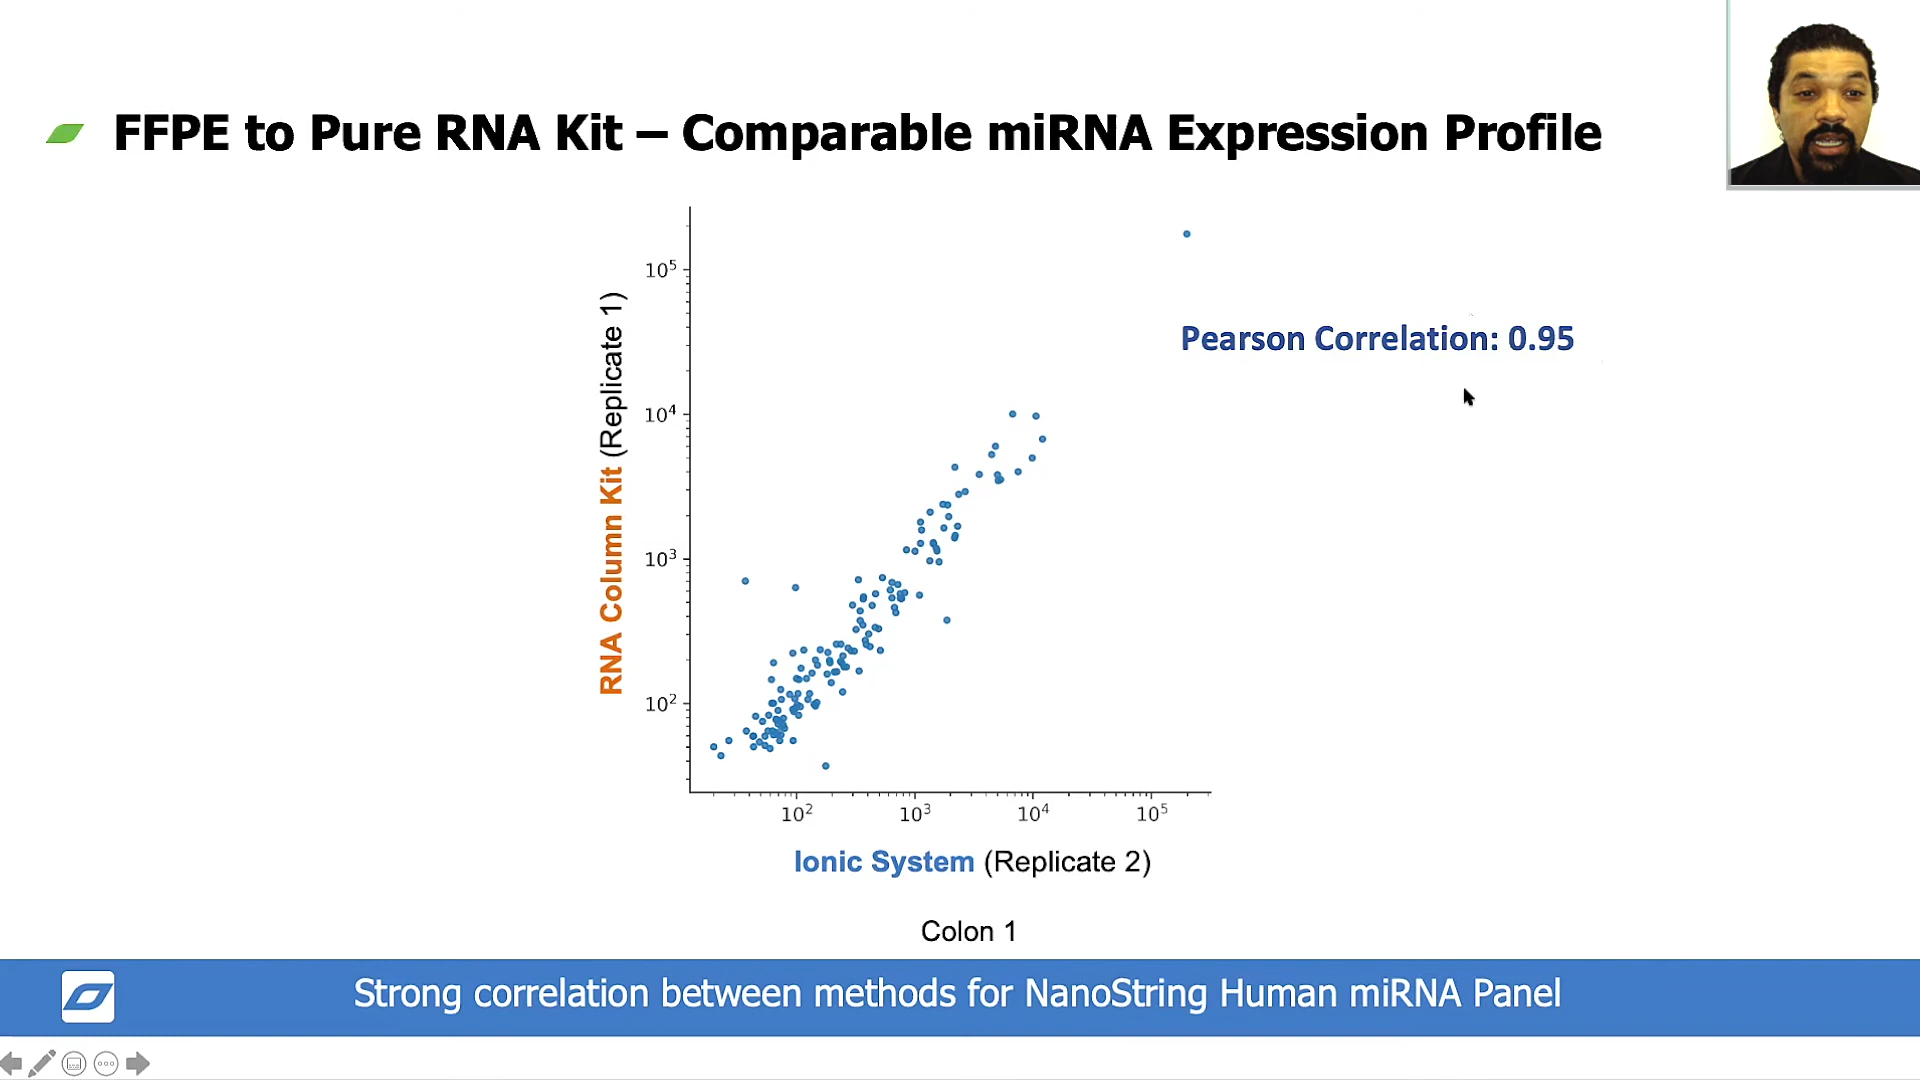 FFPE to Pure RNA Kit – Comparable miRNA Expression Profile
10⁵
10⁴
10³
10²
RNA Column Kit (Replicate 1)
Pearson Correlation: 0.95
10² 10³ 10⁴ 10⁵
Ionic System (Replicate 2)
Colon 1
Strong correlation between methods for NanoString Human miRNA Panel